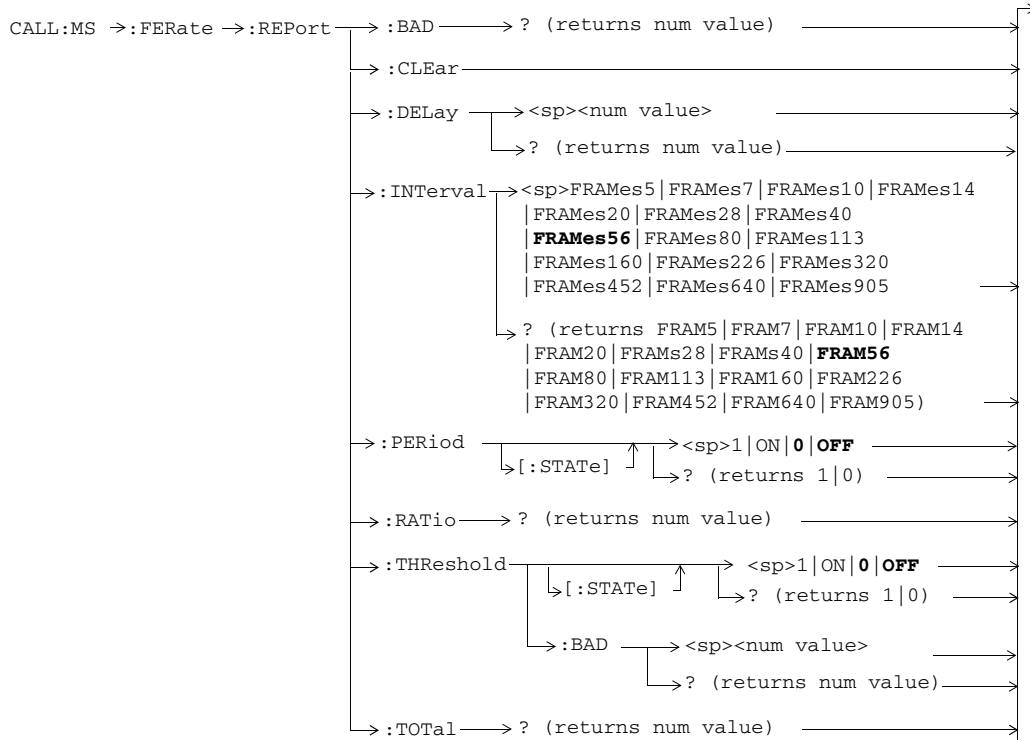 CALL:MS :FERate :REPort :BAD ? (returns num value)
:CLEar
:DELay <sp><num value>
? (returns num value)
:INTerval <sp>FRAMes5|FRAMes7|FRAMes10|FRAMes14
|FRAMes20|FRAMes28|FRAMes40
|FRAMes56|FRAMes80|FRAMes113
|FRAMes160|FRAMes226|FRAMes320
|FRAMes452|FRAMes640|FRAMes905
? (returns FRAM5|FRAM7|FRAM10|FRAM14
|FRAM20|FRAMs28|FRAMs40|FRAM56
|FRAM80|FRAM113|FRAM160|FRAM226
|FRAM320|FRAM452|FRAM640|FRAM905)
:PERiod <sp>1|ON|0|OFF
[:STATe] ? (returns 1|0)
:RATio ? (returns num value)
:THReshold <sp>1|ON|0|OFF
[:STATe] ? (returns 1|0)
:BAD <sp><num value>
? (returns num value)
:TOTal ? (returns num value)